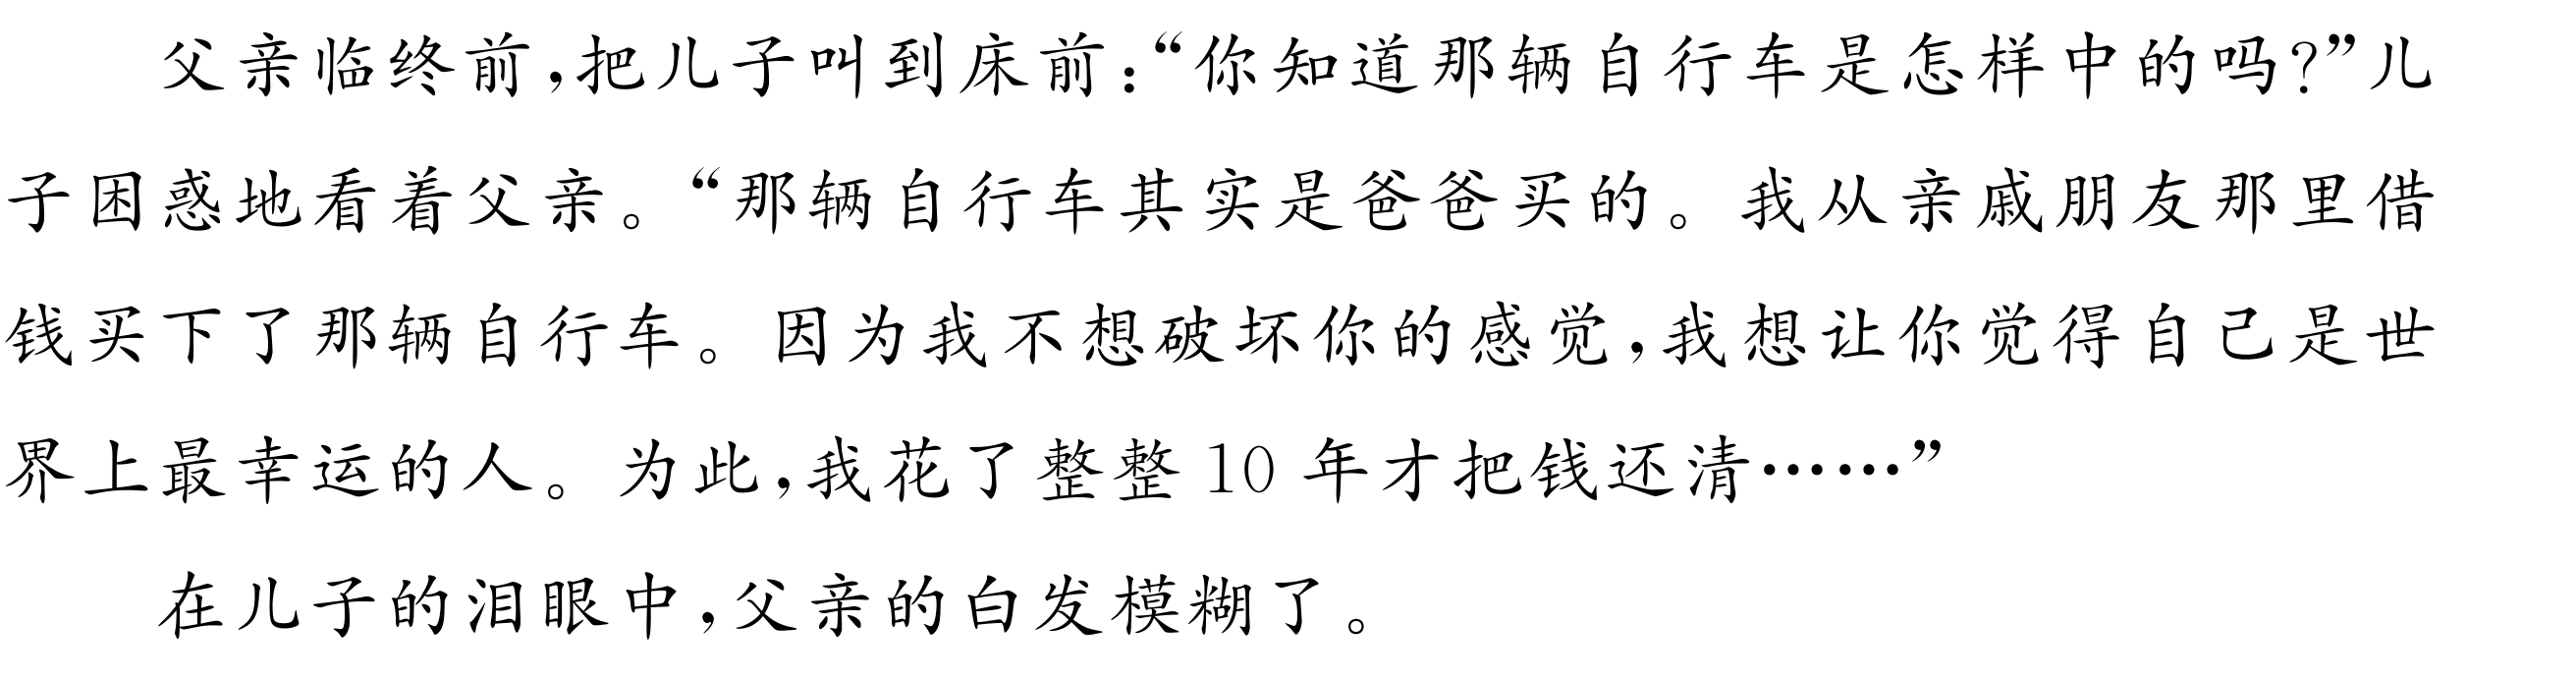 父亲临终前,把儿子叫到床前:“你知道那辆自行车是怎样中的吗?”儿
子困惑地看着父亲。“那辆自行车其实是爸爸买的。我从亲戚朋友那里借
钱买下了那辆自行车。因为我不想破坏你的感觉,我想让你觉得自己是世
界上最幸运的人。为此,我花了整整 10 年才把钱还清……”
在儿子的泪眼中,父亲的白发模糊了。